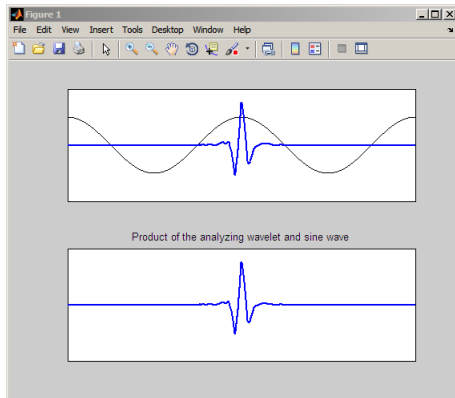 Figure 1
File Edit View Insert Tools Desktop Window Help
Product of the analyzing wavelet and sine wave